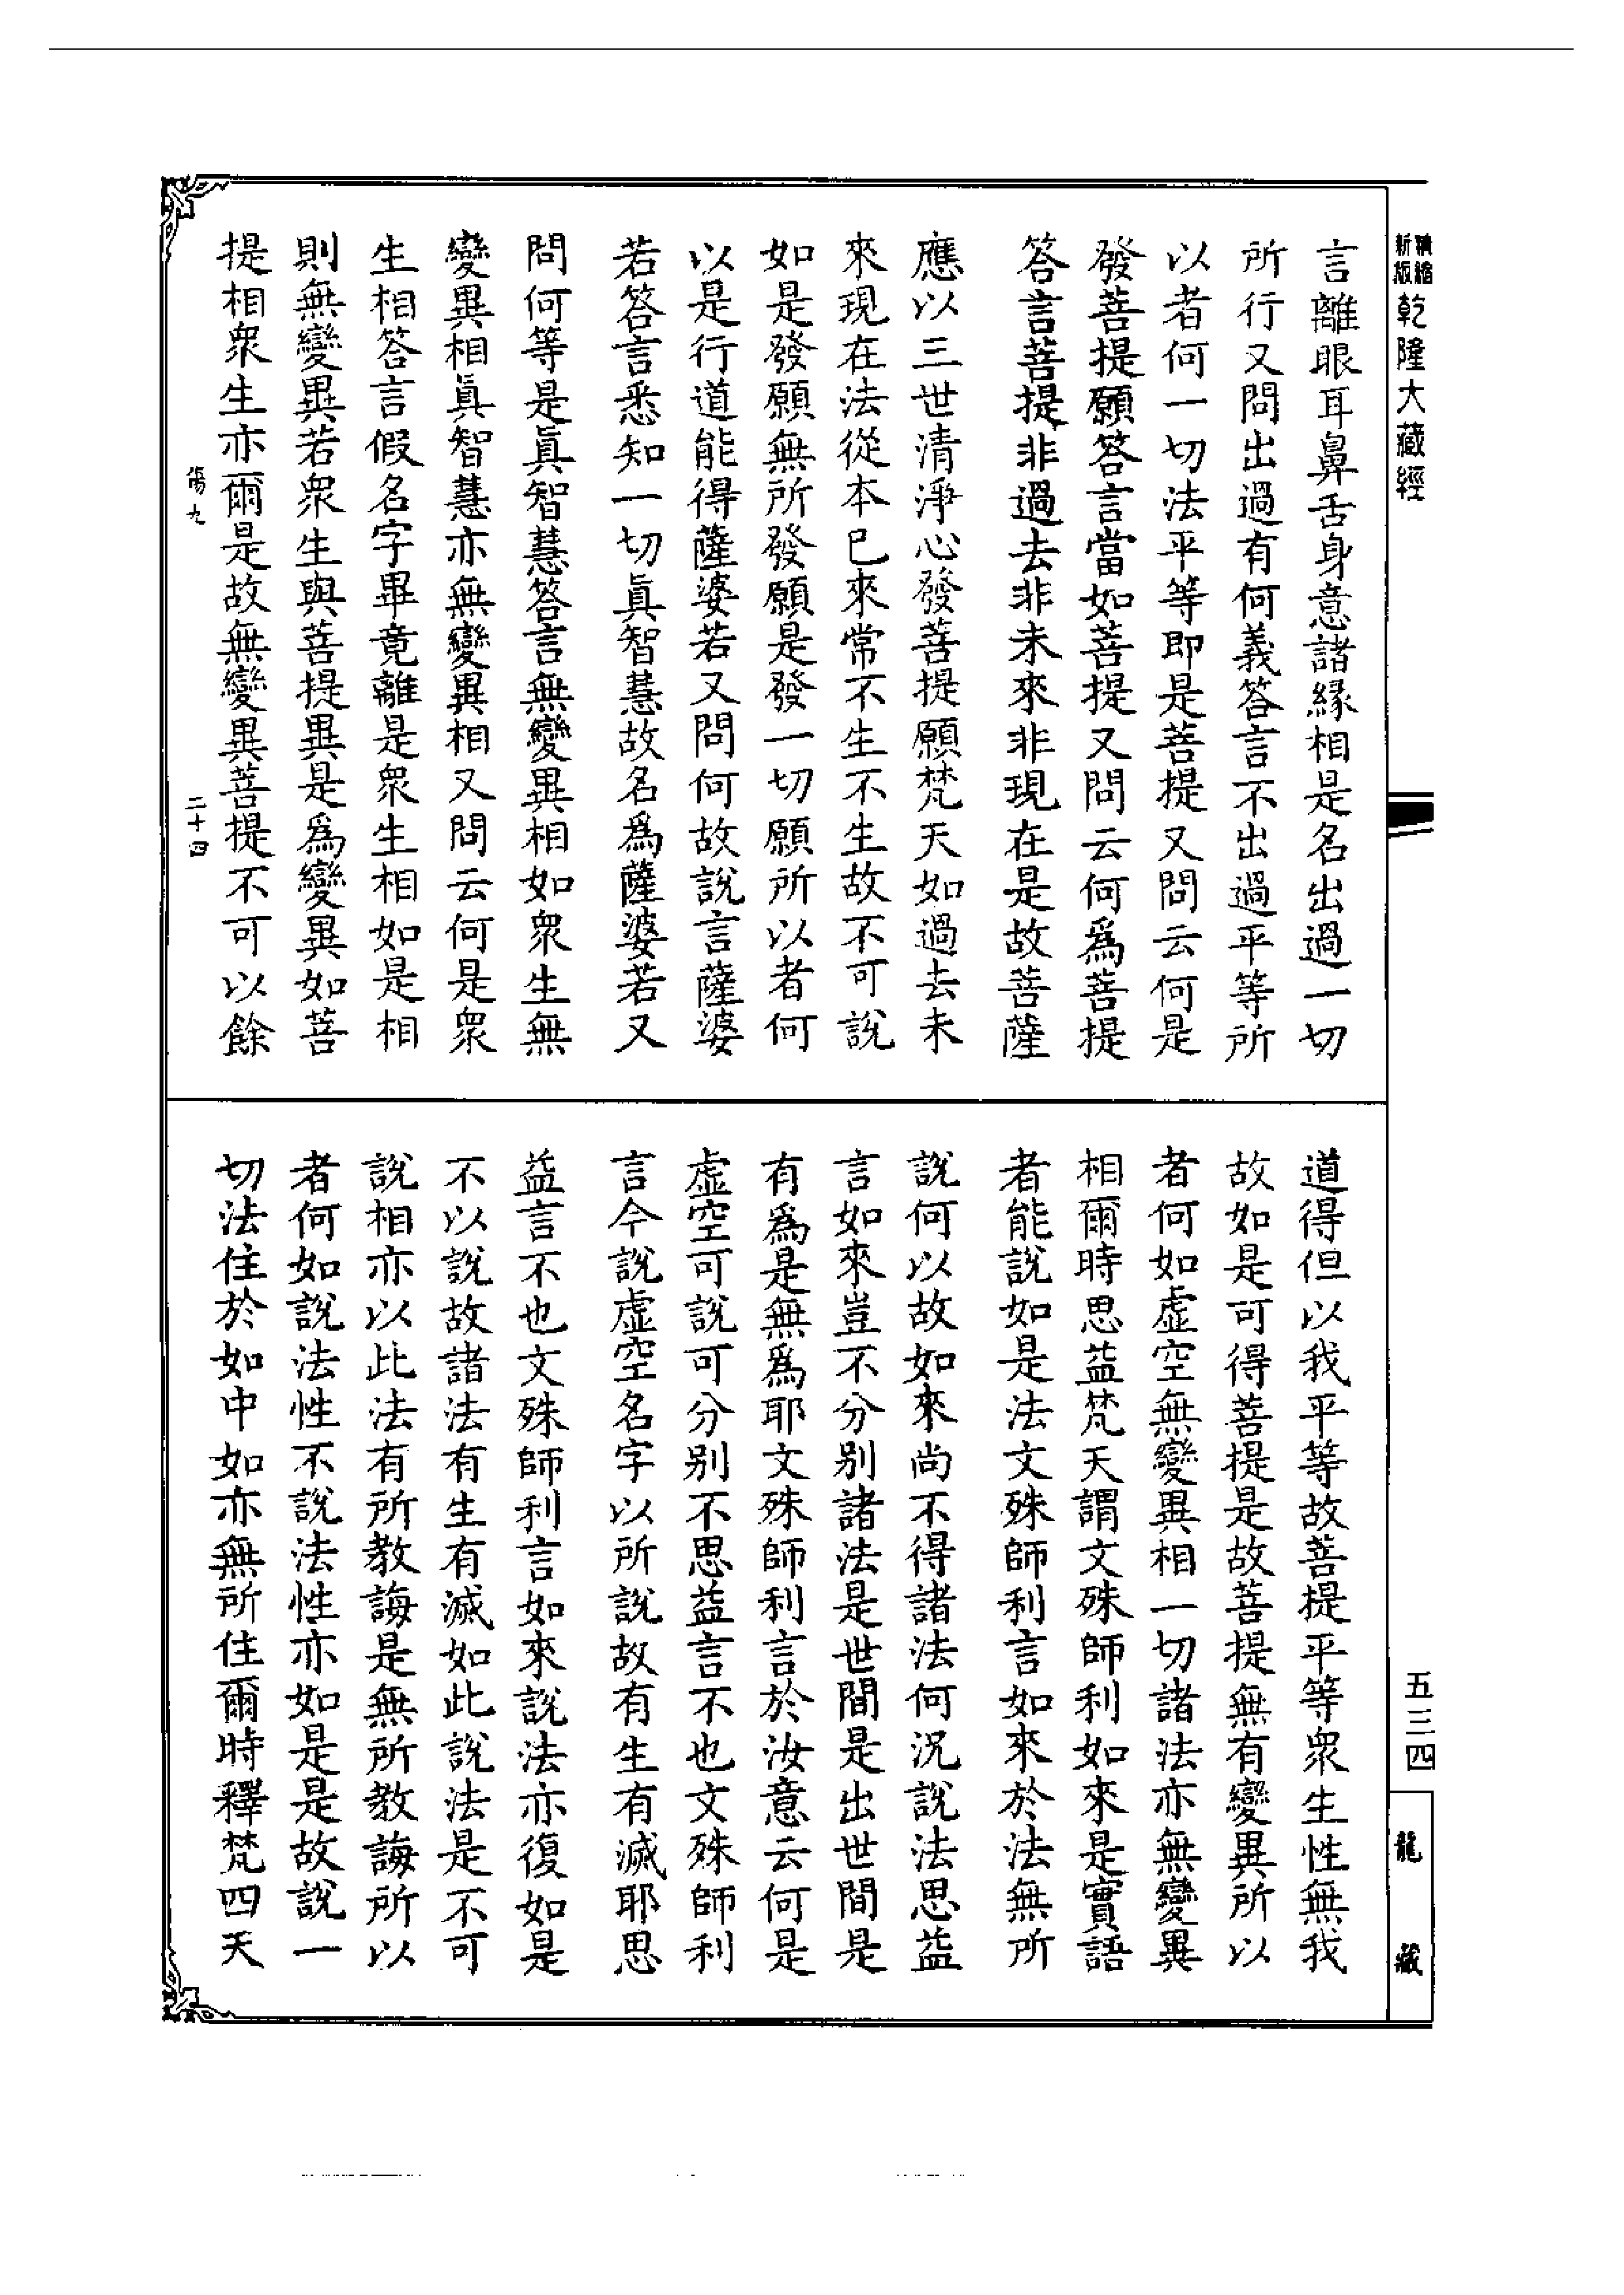 精縮新版乾隆大藏經
言離眼耳鼻舌身意諸緣相是名出過一切
所行又問出過有何義答言不出過平等所
以者何一切法平等即是菩提又問云何是
發菩提願答言當如菩提又問云何為菩提
答言菩提非過去非未來非現在是故菩薩
應以三世清淨心發菩提願梵天如過去未
來現在法從本已來常不生不生故不可說
如是發願無所發願是發一切願所以者何
以是行道能得薩婆若又問何故說言薩婆
若答言悉知一切眞智慧故名為薩婆若又
問何等是眞智慧答言無變異相如眾生無
變異相眞智慧亦無變異相又問云何是眾
生相答言假名字畢竟離是眾生相如是相
則無變異若眾生與菩提異是為變異如菩
提相眾生亦爾是故無變異菩提不可以餘
傷九 二十四
道得但以我平等故菩提平等眾生性無我
故如是可得菩提是故菩提無有變異所以
者何如虛空無變異相一切諸法亦無變異
相爾時思益梵天謂文殊師利如來是實語
者能說如是法文殊師利言如來於法無所
說何以故如來尚不得諸法何況說法思益
言如來豈不分別諸法是世間是出世間是
有為是無為耶文殊師利言於汝意云何是
虛空可說可分別不思益言不也文殊師利
言今說虛空名字以所說故有生有滅耶思
益言不也文殊師利言如來說法亦復如是
不以說故諸法有生有滅如此說法是不可
說相亦以此法有所教誨是無所教誨所以
者何如說法性不說法性亦如是是故說一
切法住於如中如亦無所住爾時釋梵四天
五三四
龍藏